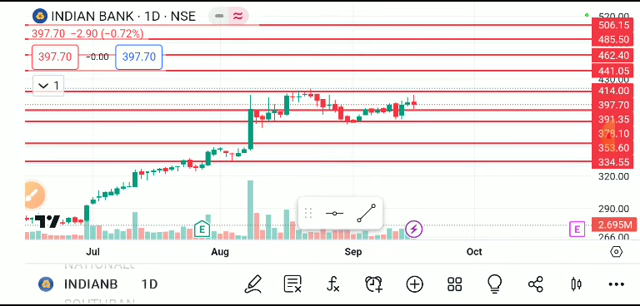 INDIAN BANK · 1D · NSE
397.70 −2.90 (−0.72%)
397.70 −0.00 397.70
1
506.15
485.50
462.40
441.05
430.00
414.00
397.70
391.35
353.60
334.55
320.00
290.00
2.695M
266.00
E
E
Jul Aug Sep Oct
INDIANB 1D